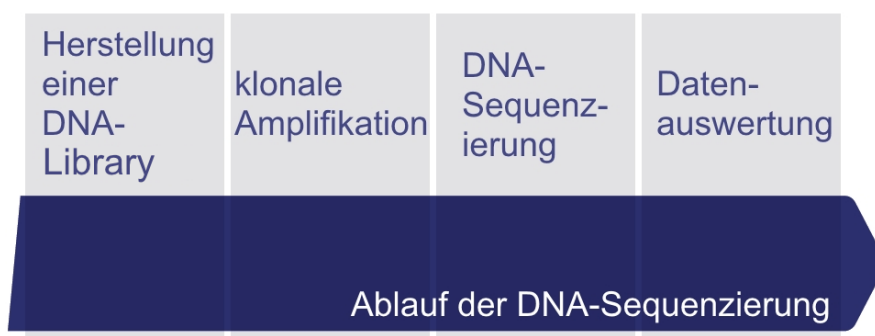 Herstellung
einer
DNA-
Library
klonale
Amplifikation
DNA-
Sequenz-
ierung
Daten-
auswertung
Ablauf der DNA-Sequenzierung